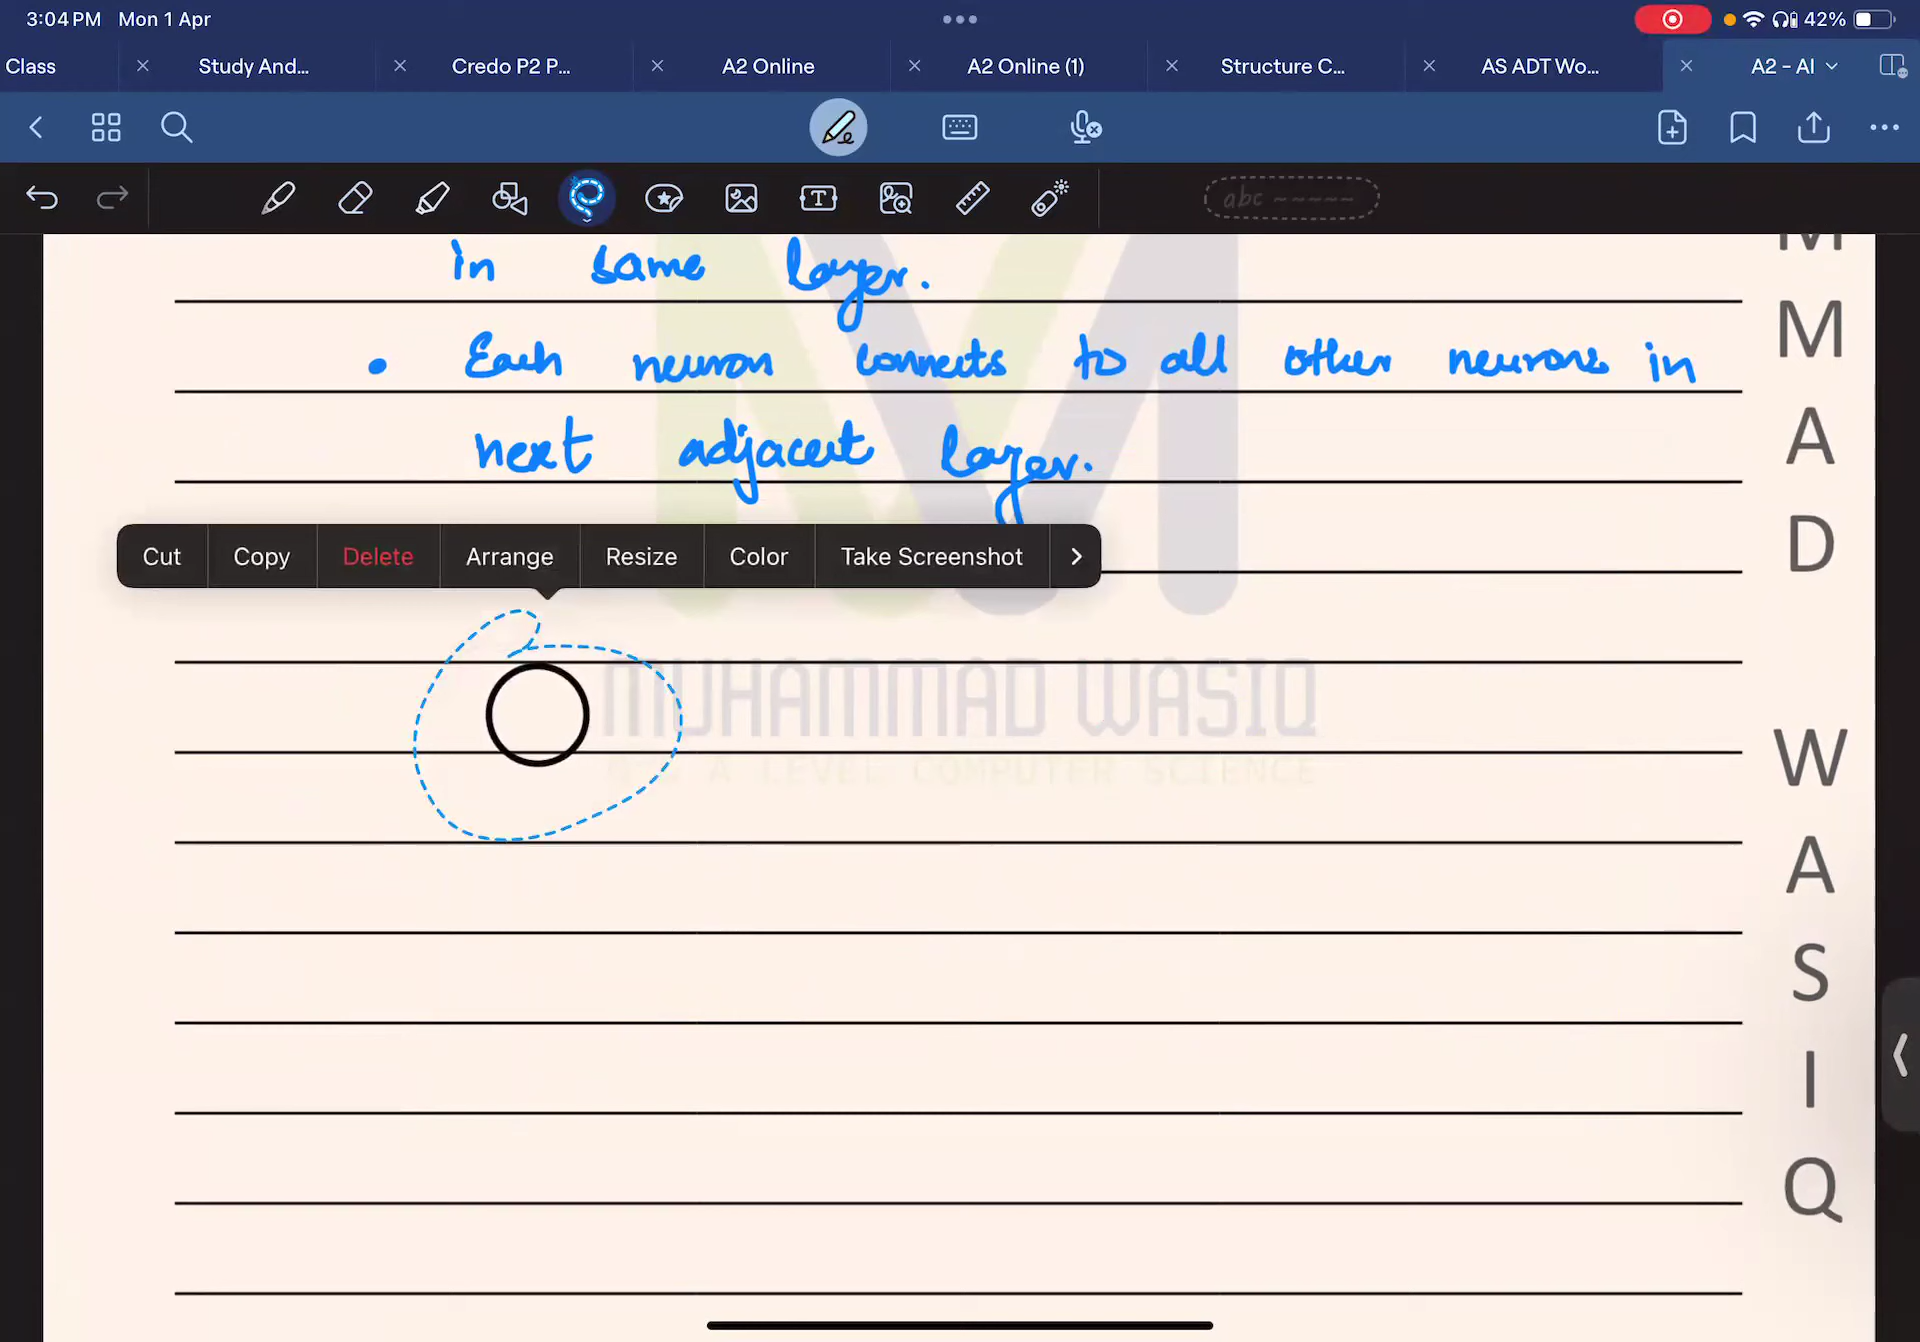 3:04 PM Mon 1 Apr 42%
Class Study And... Credo P2 P... A2 Online A2 Online (1) Structure C... AS ADT Wo... A2 - AI
abc
in same layer.
• Each neuron connects to all other neurons in
next adjacent layer.
Cut Copy Delete Arrange Resize Color Take Screenshot
MUHAMMAD WASIQ
A LEVEL COMPUTER SCIENCE
M
M
A
D
W
A
S
I
Q